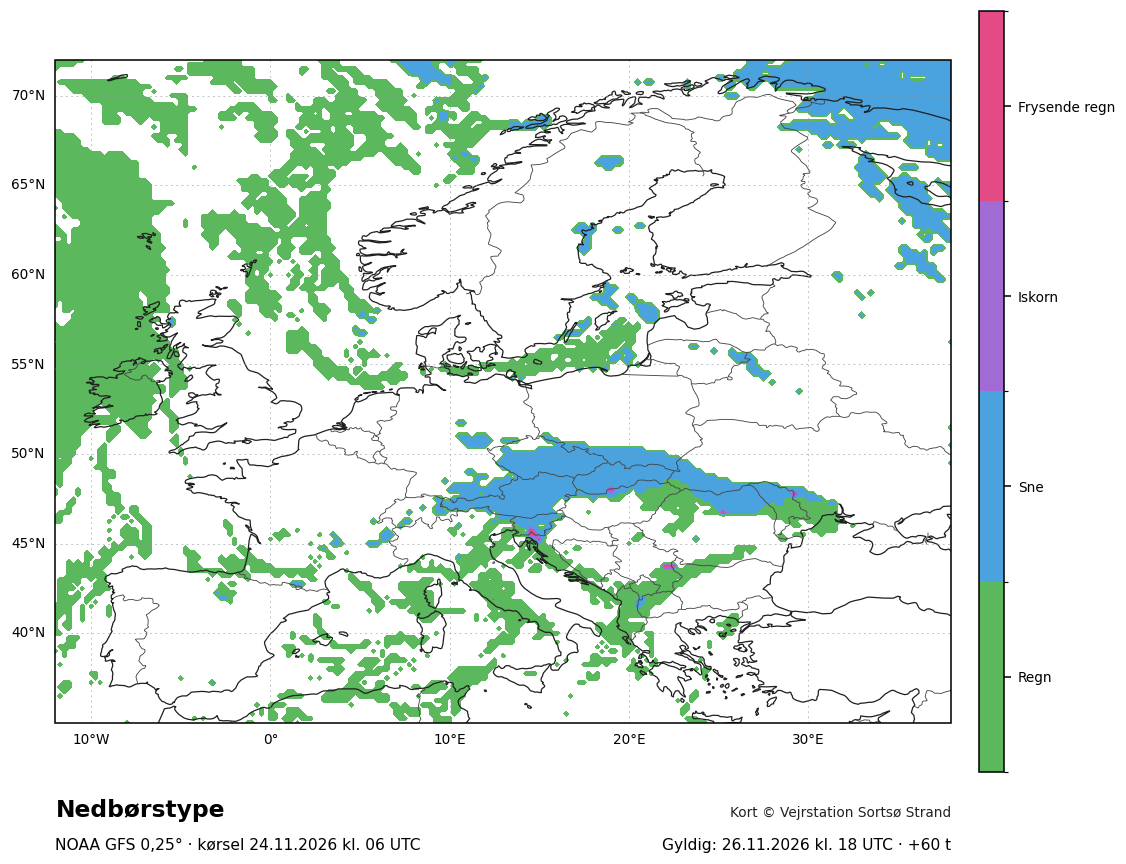 Frysende regn
Iskorn
Sne
Regn
70°N
65°N
60°N
55°N
50°N
45°N
40°N
10°W
0°
10°E
20°E
30°E
Nedbørstype
Kort © Vejrstation Sortsø Strand
NOAA GFS 0,25° · kørsel 24.11.2026 kl. 06 UTC
Gyldig: 26.11.2026 kl. 18 UTC · +60 t